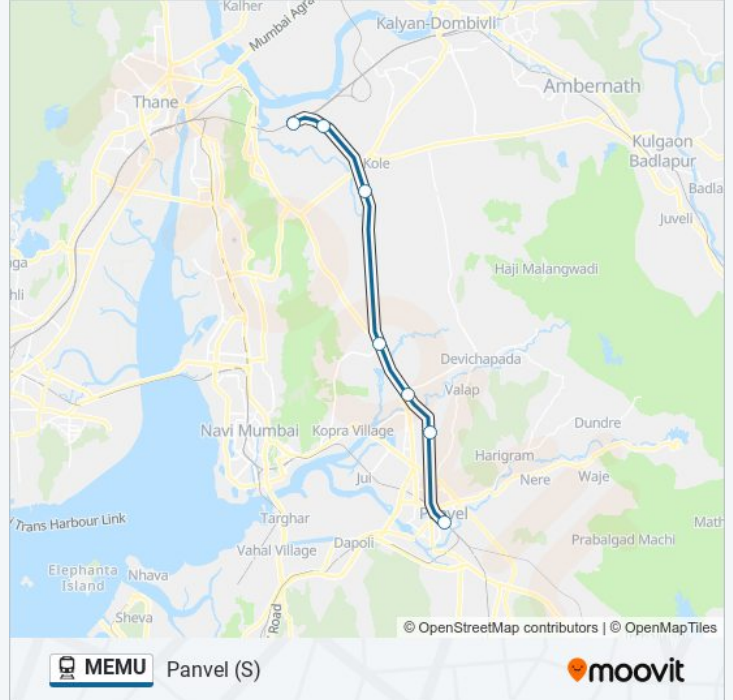 Kalher
Mumbai Agra
Kalyan-Dombivli
Thane
Ambernath
Kulgaon
Badlapur
Kole
Badla
Juveli
nga
hli
Haji Malangwadi
Devichapada
Valap
Navi Mumbai
Kopra Village
Dundre
Harigram
Jui
Nere
Waje
Trans Harbour Link
Targhar
Panvel
Math
Vahal Village
Dapoli
Prabalgad Machi
Elephanta
Island
Nhava
Sheva
Road
© OpenStreetMap contributors | © OpenMapTiles
MEMU
Panvel (S)
moovit